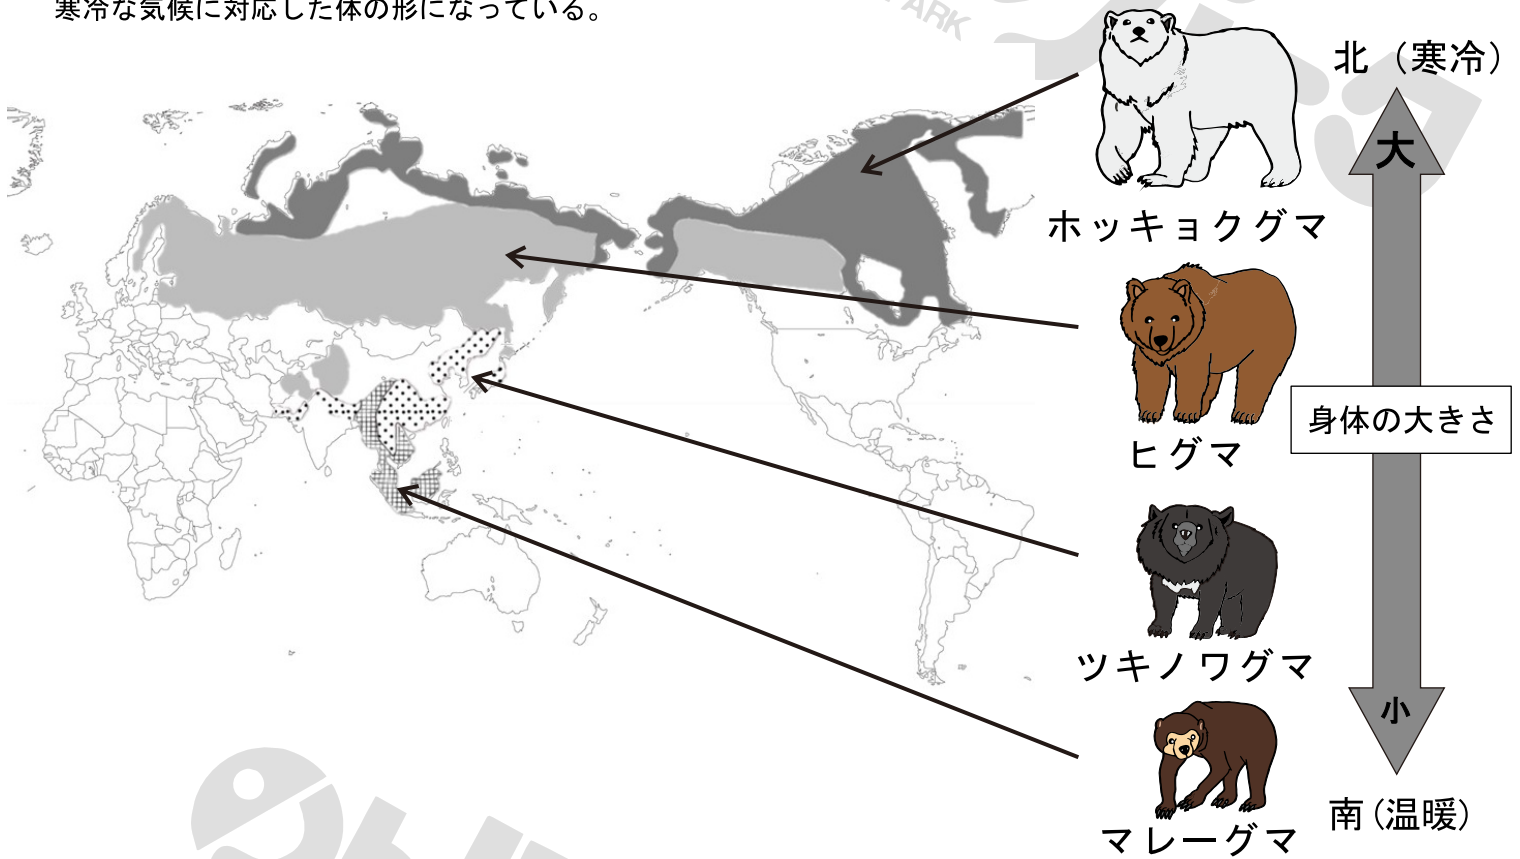 寒冷な気候に対応した体の形になっている。
PARK
北（寒冷）
大
ホッキョクグマ
ヒグマ
身体の大きさ
ツキノワグマ
小
マレーグマ
南（温暖）